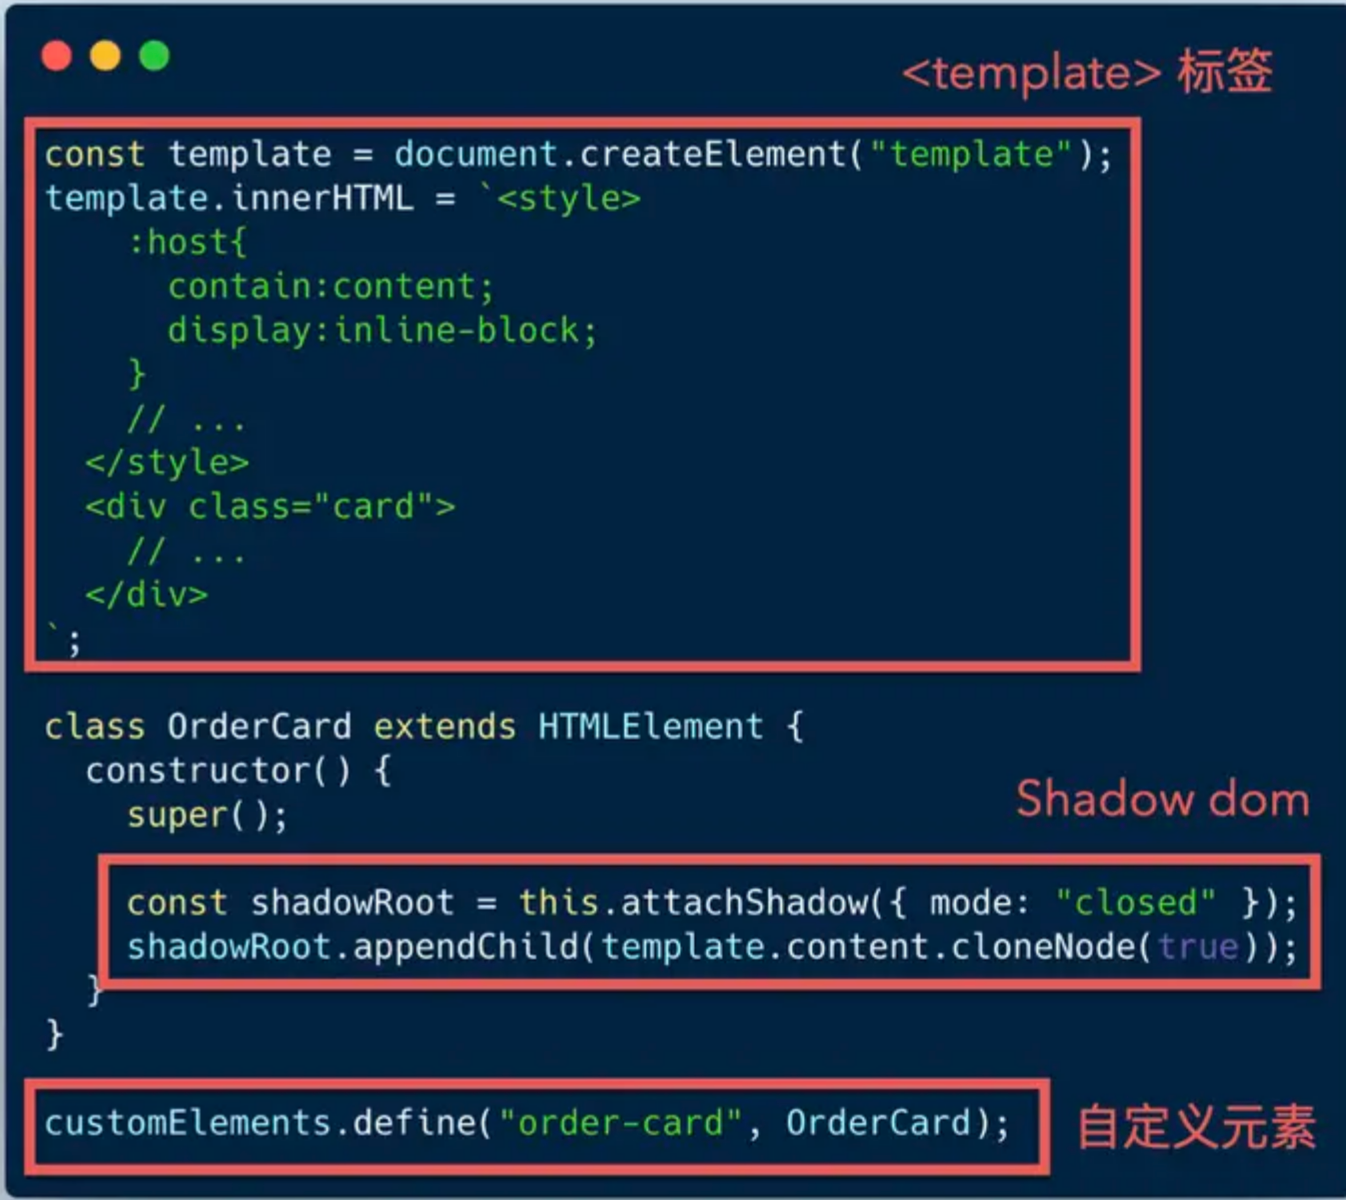 <template> 标签
const template = document.createElement("template");
template.innerHTML = `<style>
    :host{
      contain:content;
      display:inline-block;
    }
    // ...
  </style>
  <div class="card">
    // ...
  </div>
`;
class OrderCard extends HTMLElement {
  constructor() {
    super();
Shadow dom
    const shadowRoot = this.attachShadow({ mode: "closed" });
    shadowRoot.appendChild(template.content.cloneNode(true));
  }
}
customElements.define("order-card", OrderCard);
自定义元素